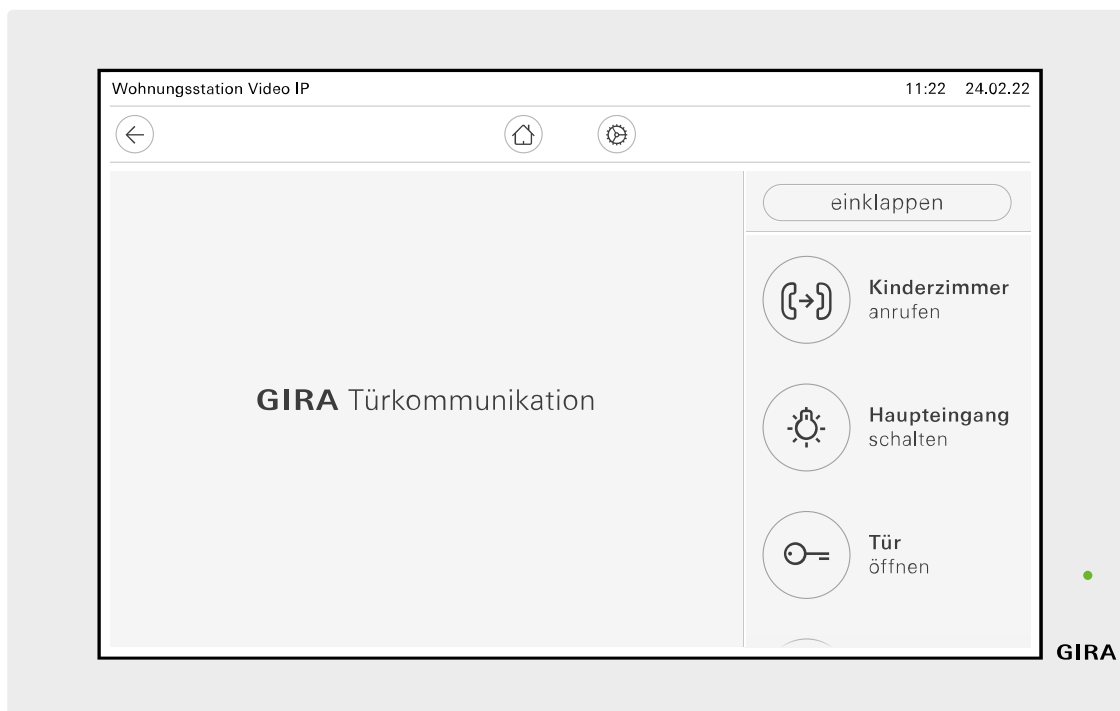 Wohnungsstation Video IP
11:22 24.02.22
einklappen
Kinderzimmer
anrufen
GIRA Türkommunikation
Haupteingang
schalten
Tür
öffnen
GIRA